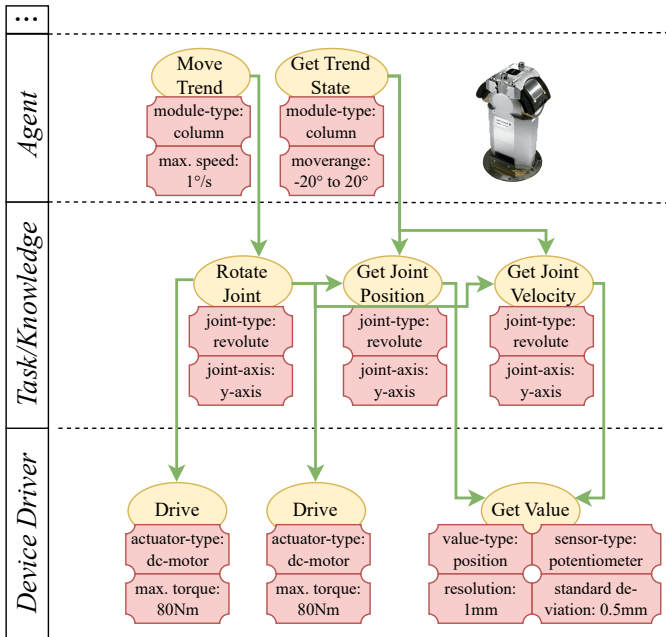 ...
Agent
Move
Trend
module-type:
column
max. speed:
1°/s
Get Trend
State
module-type:
column
moverange:
-20° to 20°
Task/Knowledge
Rotate
Joint
joint-type:
revolute
joint-axis:
y-axis
Get Joint
Position
joint-type:
revolute
joint-axis:
y-axis
Get Joint
Velocity
joint-type:
revolute
joint-axis:
y-axis
Device Driver
Drive
actuator-type:
dc-motor
max. torque:
80Nm
Drive
actuator-type:
dc-motor
max. torque:
80Nm
Get Value
value-type:
position
resolution:
1mm
sensor-type:
potentiometer
standard de-
viation: 0.5mm